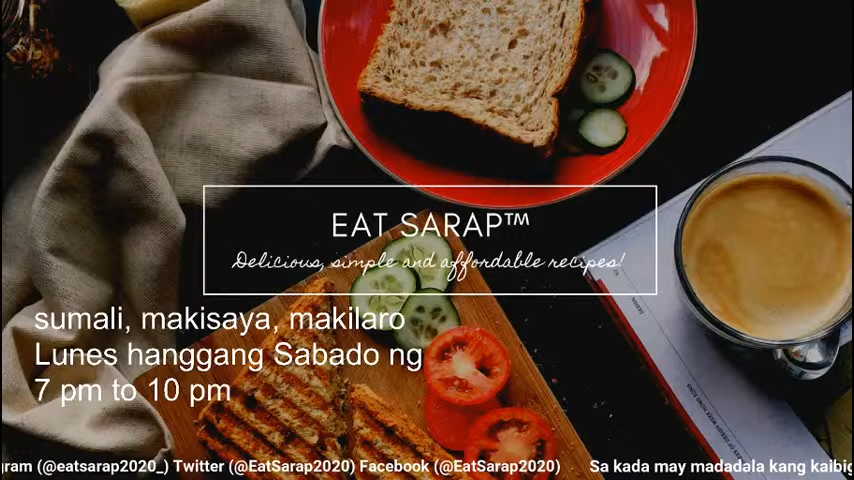 EAT SARAP™
Delicious, simple and affordable recipes!
sumali, makisaya, makilaro
Lunes hanggang Sabado ng
7 pm to 10 pm
(@eatsarap2020_) Twitter (@EatSarap2020) Facebook (@EatSarap2020) Sa kada may madadala kang